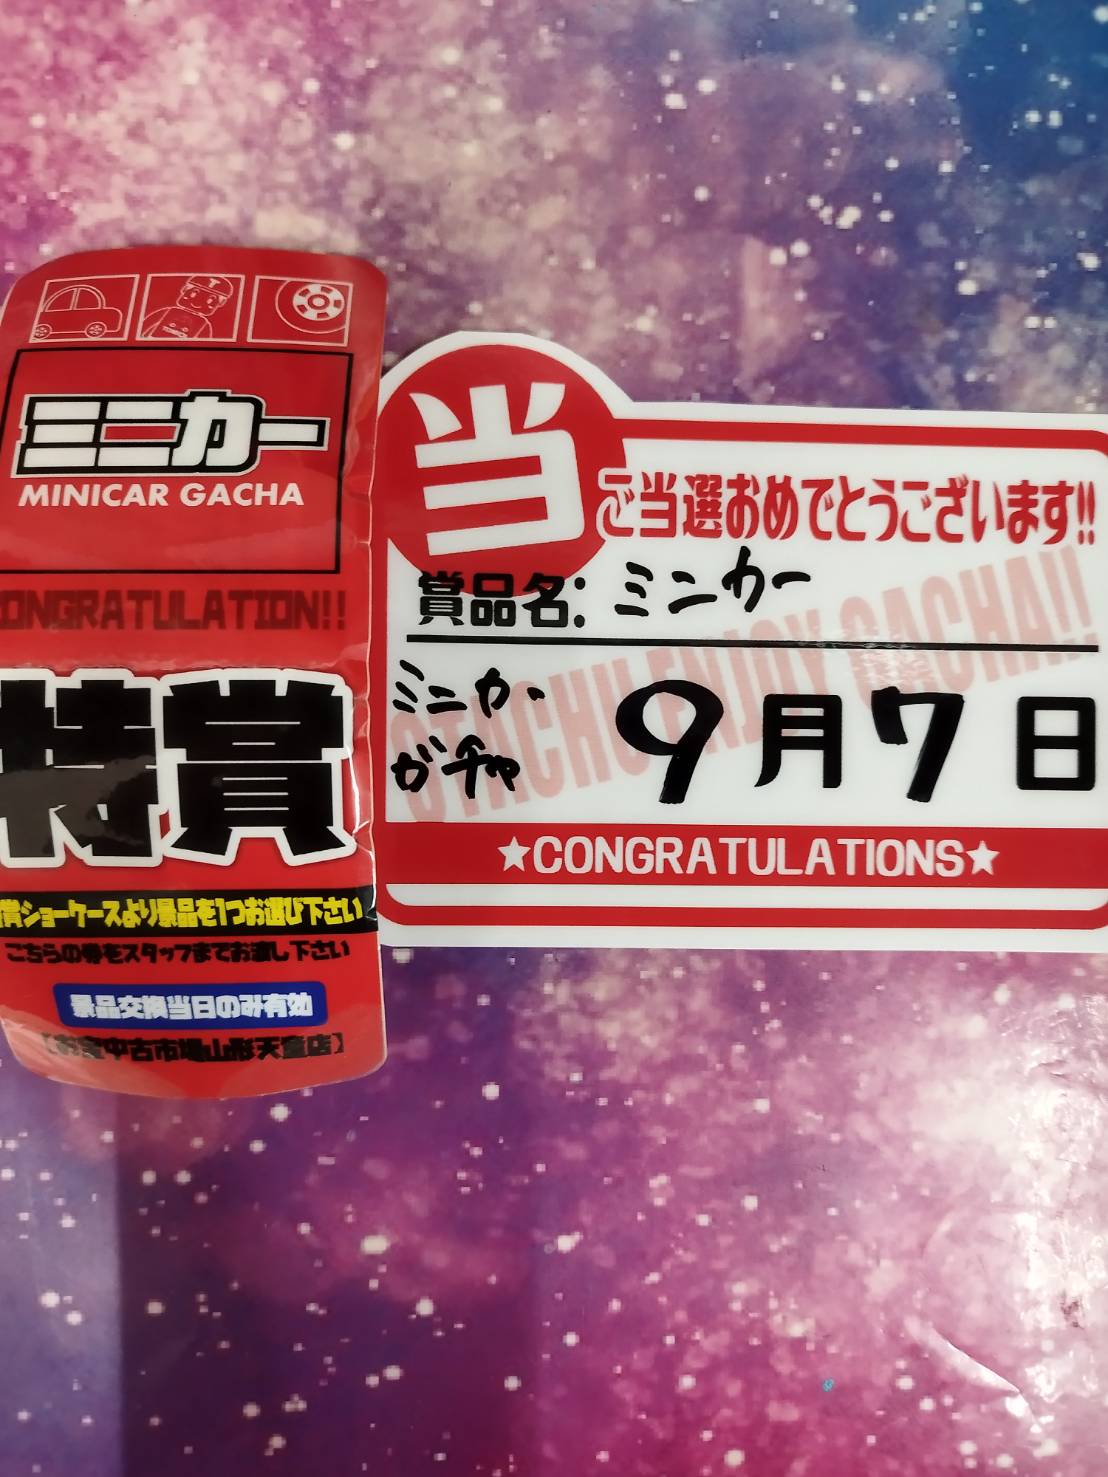 ミニカー
MINICAR GACHA
CONGRATULATION!!
特賞
賞ショーケースより景品を1つお選び下さい
こちらの券をスタッフまでお渡し下さい
景品交換当日のみ有効
【お宝中古市場山形天童店】
当
ご当選おめでとうございます!!
賞品名: ミニカー
ミニカー
ガチャ
9月7日
OTACHU ENJOY GACHA!!
★CONGRATULATIONS★